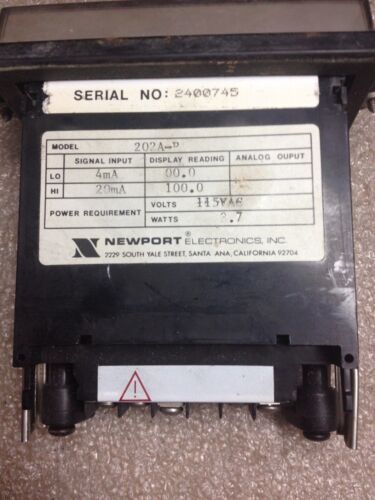 SERIAL NO: 2400745
MODEL 202A-P
SIGNAL INPUT DISPLAY READING ANALOG OUPUT
LO 4mA 00.0
HI 20mA 100.0
POWER REQUIREMENT VOLTS 115VAC
WATTS 2.7
N NEWPORT® ELECTRONICS, INC.
2229 SOUTH YALE STREET, SANTA ANA, CALIFORNIA 92704